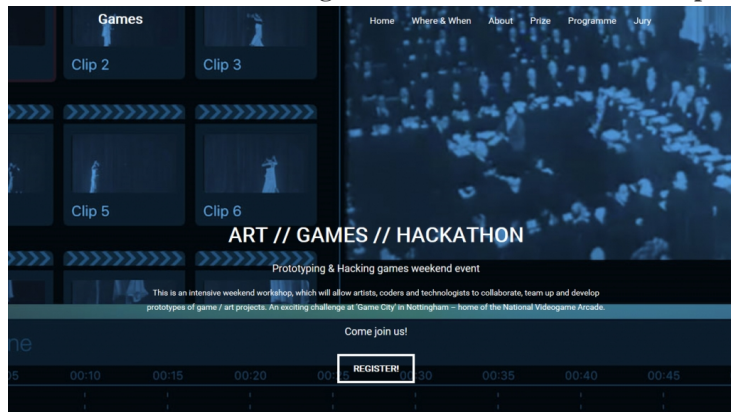 Games
Home Where & When About Prize Programme Jury
Clip 2 Clip 3
Clip 5 Clip 6
ART // GAMES // HACKATHON
Prototyping & Hacking games weekend event
This is an intensive weekend workshop, which will allow artists, coders and technologists to collaborate, team up and develop
prototypes of game / art projects. An exciting challenge at 'Game City' in Nottingham – home of the National Videogame Arcade.
Come join us!
REGISTER!
00:10 00:15 00:20 00:30 00:35 00:40 00:45